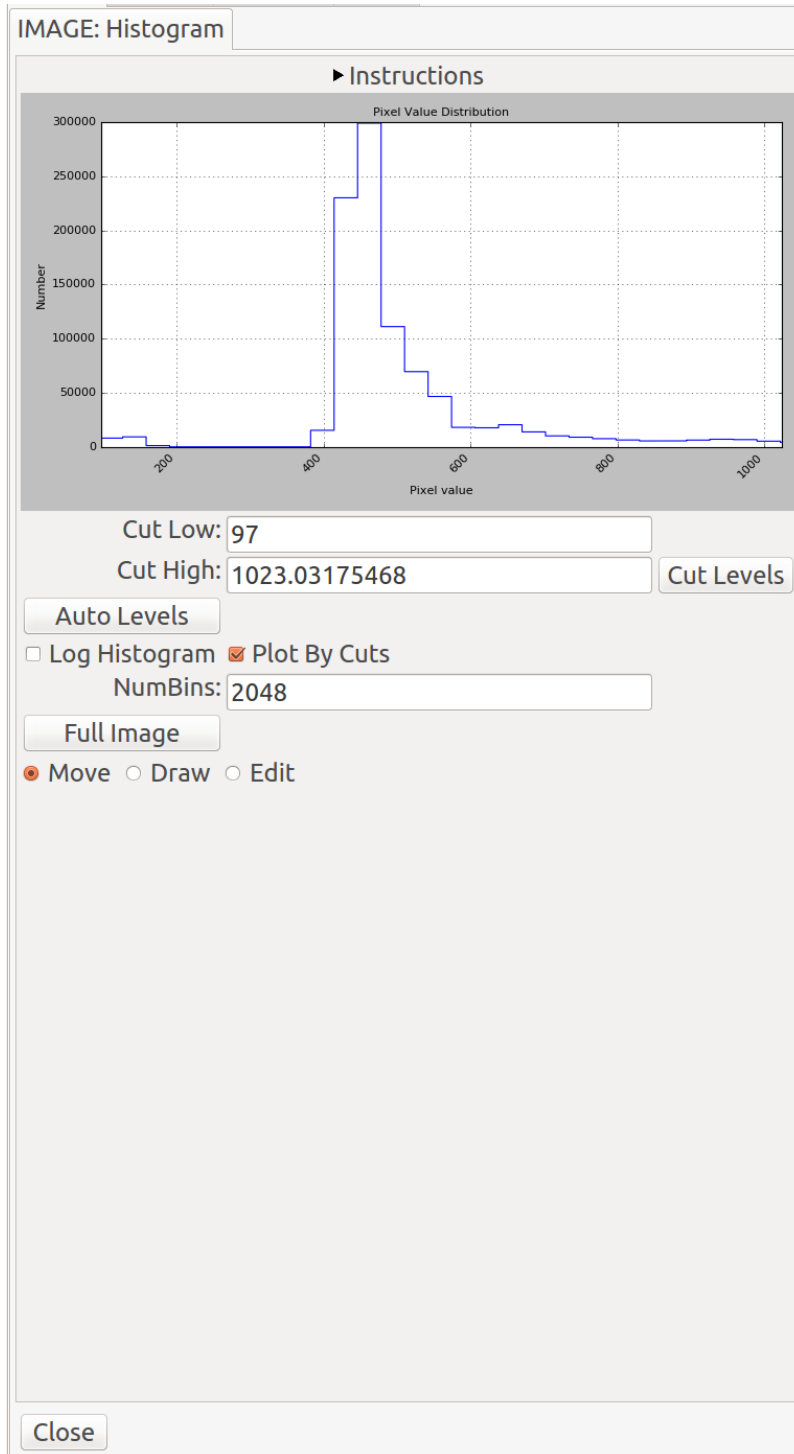 IMAGE: Histogram
Instructions
Pixel Value Distribution
300000
250000
200000
150000
100000
50000
0
Number
200 400 600 800 1000
Pixel value
Cut Low: 97
Cut High: 1023.03175468 Cut Levels
Auto Levels
Log Histogram Plot By Cuts
NumBins: 2048
Full Image
Move Draw Edit
Close